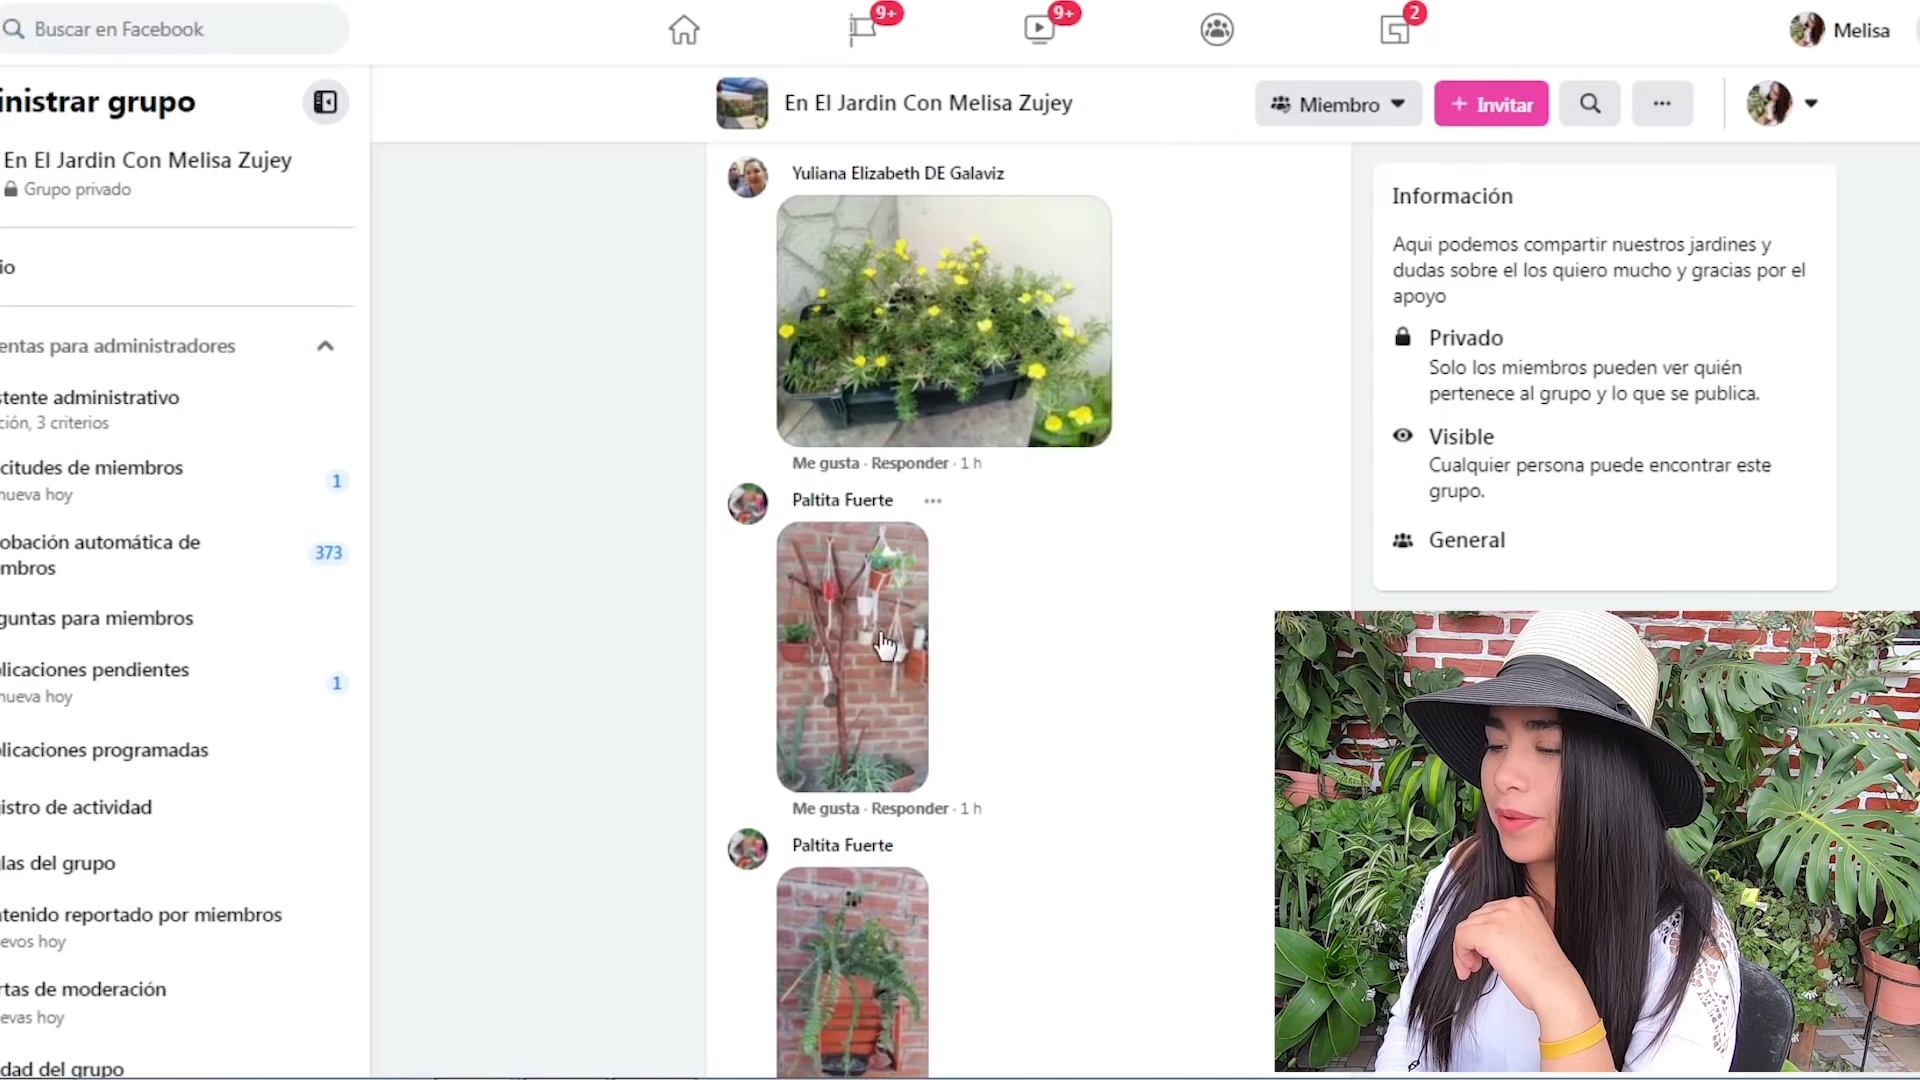 Buscar en Facebook
9+
9+
2
Melisa
inistrar grupo
En El Jardin Con Melisa Zujey
Grupo privado
io
entas para administradores
stente administrativo
ción, 3 criterios
citudes de miembros
nueva hoy
1
obación automática de
mbros
373
guntas para miembros
licaciones pendientes
nueva hoy
1
licaciones programadas
istro de actividad
las del grupo
tenido reportado por miembros
evos hoy
rtas de moderación
evas hoy
dad del grupo
En El Jardin Con Melisa Zujey
Miembro
+ Invitar
Yuliana Elizabeth DE Galaviz
Me gusta · Responder · 1 h
Paltita Fuerte
Me gusta · Responder · 1 h
Paltita Fuerte
Información
Aqui podemos compartir nuestros jardines y
dudas sobre el los quiero mucho y gracias por el
apoyo
Privado
Solo los miembros pueden ver quién
pertenece al grupo y lo que se publica.
Visible
Cualquier persona puede encontrar este
grupo.
General